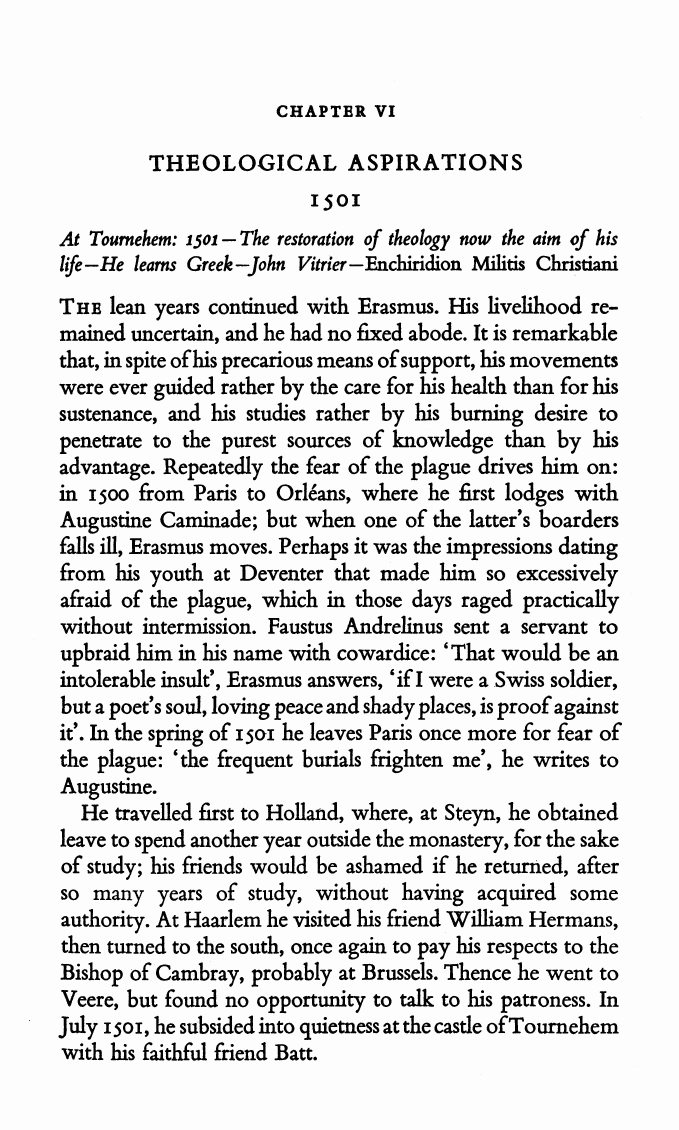 CHAPTER VI
THEOLOGICAL ASPIRATIONS
1501
At Tournehem: 1501—The restoration of theology now the aim of his
life—He learns Greek—John Vitrier—Enchiridion Militis Christiani
THE lean years continued with Erasmus. His livelihood re-
mained uncertain, and he had no fixed abode. It is remarkable
that, in spite of his precarious means of support, his movements
were ever guided rather by the care for his health than for his
sustenance, and his studies rather by his burning desire to
penetrate to the purest sources of knowledge than by his
advantage. Repeatedly the fear of the plague drives him on:
in 1500 from Paris to Orléans, where he first lodges with
Augustine Caminade; but when one of the latter's boarders
falls ill, Erasmus moves. Perhaps it was the impressions dating
from his youth at Deventer that made him so excessively
afraid of the plague, which in those days raged practically
without intermission. Faustus Andrelinus sent a servant to
upbraid him in his name with cowardice: 'That would be an
intolerable insult', Erasmus answers, 'if I were a Swiss soldier,
but a poet's soul, loving peace and shady places, is proof against
it'. In the spring of 1501 he leaves Paris once more for fear of
the plague: 'the frequent burials frighten me', he writes to
Augustine.
He travelled first to Holland, where, at Steyn, he obtained
leave to spend another year outside the monastery, for the sake
of study; his friends would be ashamed if he returned, after
so many years of study, without having acquired some
authority. At Haarlem he visited his friend William Hermans,
then turned to the south, once again to pay his respects to the
Bishop of Cambray, probably at Brussels. Thence he went to
Veere, but found no opportunity to talk to his patroness. In
July 1501, he subsided into quietness at the castle of Tournehem
with his faithful friend Batt.